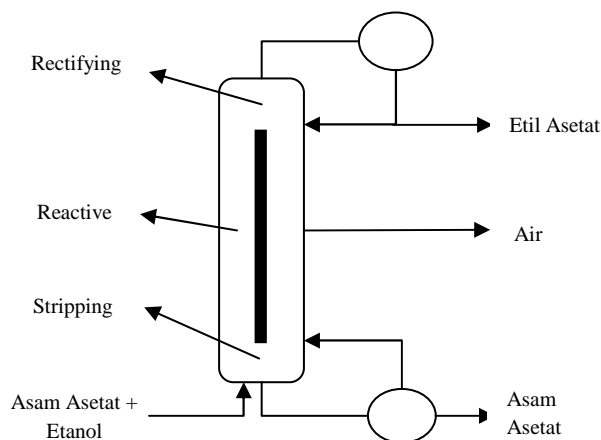 Rectifying
Etil Asetat
Reactive
Air
Stripping
Asam Asetat +
Etanol
Asam
Asetat